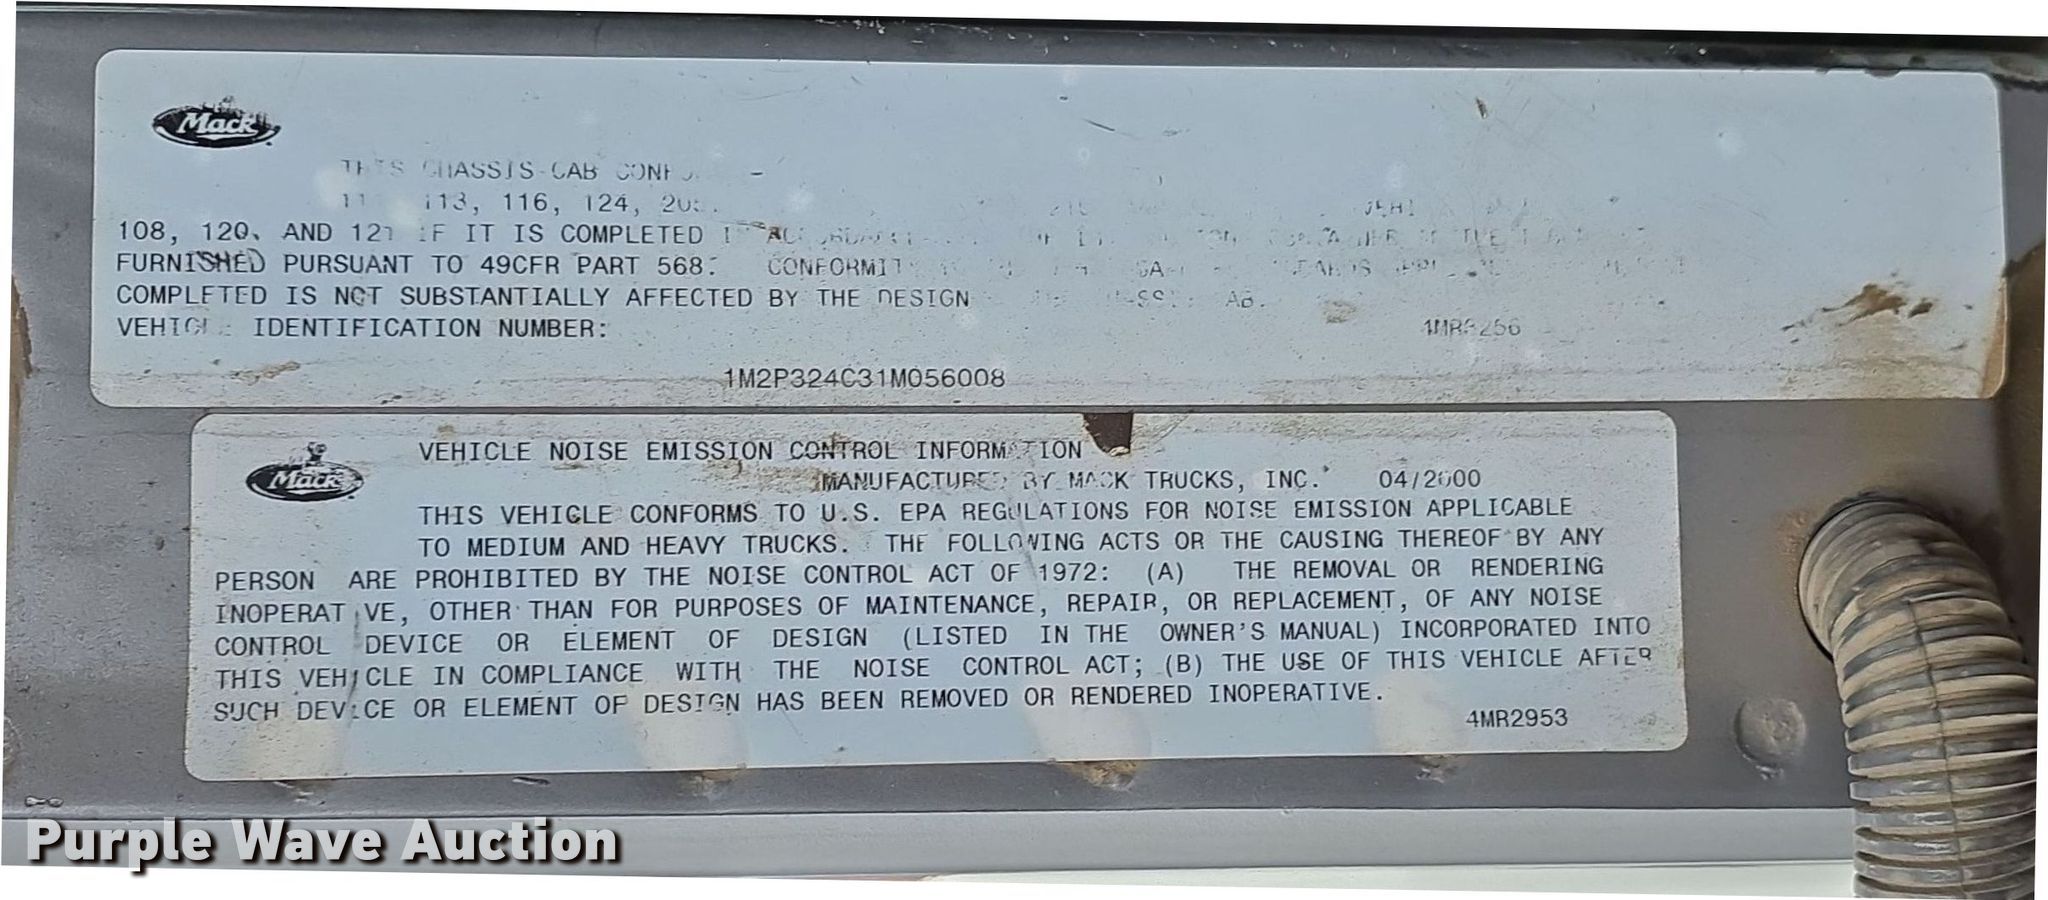 Mack
THIS CHASSIS-CAB
113, 116, 124,
108, 120, AND 121 IF IT IS COMPLETED
FURNISHED PURSUANT TO 49CFR PART 568. CONFORMITY
COMPLETED IS NOT SUBSTANTIALLY AFFECTED BY THE DESIGN
VEHICLE IDENTIFICATION NUMBER:
1M2P324C31M056008
Mack
VEHICLE NOISE EMISSION CONTROL INFORMATION
MANUFACTURED BY MACK TRUCKS, INC. 04/2000
THIS VEHICLE CONFORMS TO U.S. EPA REGULATIONS FOR NOISE EMISSION APPLICABLE
TO MEDIUM AND HEAVY TRUCKS. THE FOLLOWING ACTS OR THE CAUSING THEREOF BY ANY
PERSON ARE PROHIBITED BY THE NOISE CONTROL ACT OF 1972: (A) THE REMOVAL OR RENDERING
INOPERATIVE, OTHER THAN FOR PURPOSES OF MAINTENANCE, REPAIR, OR REPLACEMENT, OF ANY NOISE
CONTROL DEVICE OR ELEMENT OF DESIGN (LISTED IN THE OWNER'S MANUAL) INCORPORATED INTO
THIS VEHICLE IN COMPLIANCE WITH THE NOISE CONTROL ACT; (B) THE USE OF THIS VEHICLE AFTER
SUCH DEVICE OR ELEMENT OF DESIGN HAS BEEN REMOVED OR RENDERED INOPERATIVE.
4MR2953
Purple Wave Auction